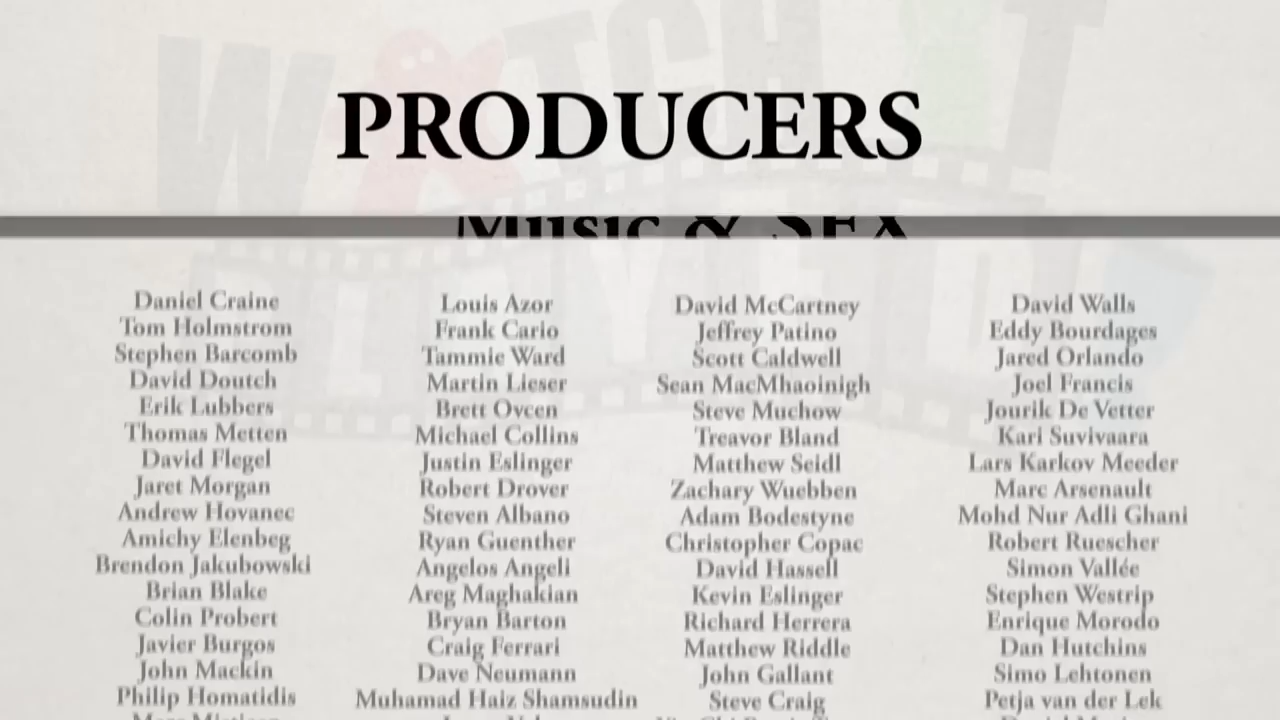 WATCH IT
PRODUCERS
Music & SFX
PLAYED
Daniel Craine Louis Azor David McCartney David Walls
Tom Holmstrom Frank Cario Jeffrey Patino Eddy Bourdages
Stephen Barcomb Tammie Ward Scott Caldwell Jared Orlando
David Doutch Martin Lieser Sean MacMhaoinigh Joel Francis
Erik Lubbers Brett Ovcen Steve Muchow Jourik De Vetter
Thomas Metten Michael Collins Treavor Bland Kari Suvivaara
David Flegel Justin Eslinger Matthew Seidl Lars Karkov Meeder
Jaret Morgan Robert Drover Zachary Wuebben Marc Arsenault
Andrew Hovanec Steven Albano Adam Bodestyne Mohd Nur Adli Ghani
Amichy Elenbeg Ryan Guenther Christopher Copac Robert Ruescher
Brendon Jakubowski Angelos Angeli David Hassell Simon Vallée
Brian Blake Areg Maghakian Kevin Eslinger Stephen Westrip
Colin Probert Bryan Barton Richard Herrera Enrique Morodo
Javier Burgos Craig Ferrari Matthew Riddle Dan Hutchins
John Mackin Dave Neumann John Gallant Simo Lehtonen
Philip Homatidis Muhamad Haiz Shamsudin Steve Craig Petja van der Lek